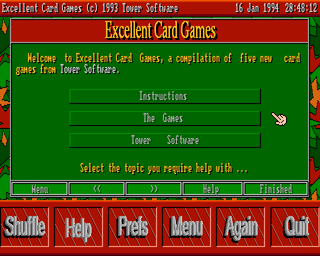 Excellent Card Games (c) 1993 Tower Software 16 Jan 1994 28:48:12
Excellent Card Games
Welcome to Excellent Card Games, a compilation of five new card
games from Tower Software.
Instructions
The Games
Tower Software
Select the topic you require help with ...
Menu << >> Help Finished
Shuffle Help Prefs Menu Again Quit